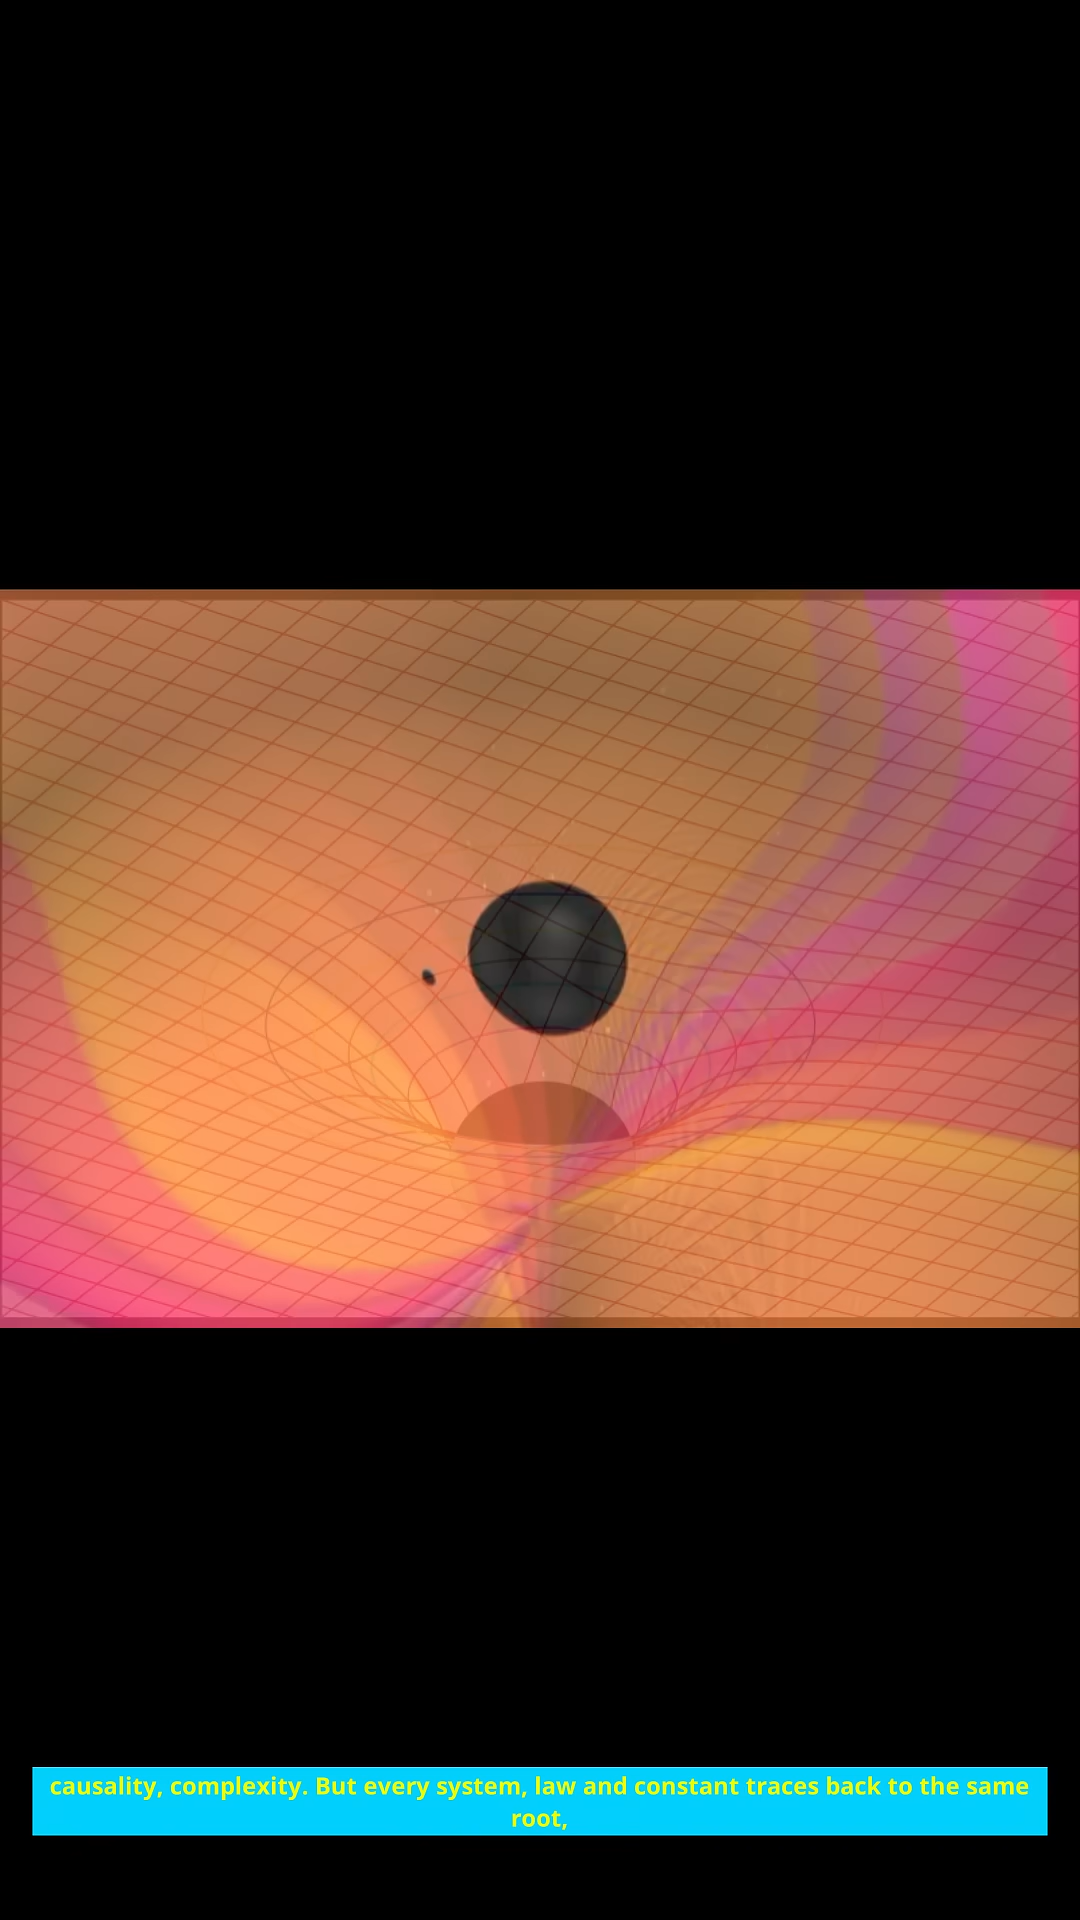 causality, complexity. But every system, law and constant traces back to the same
root,